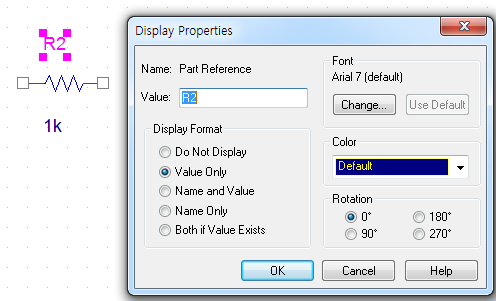 R2
1k
Display Properties
Name: Part Reference
Value: R2
Display Format
Do Not Display
Value Only
Name and Value
Name Only
Both if Value Exists
Font
Arial 7 (default)
Change... Use Default
Color
Default
Rotation
0° 180°
90° 270°
OK Cancel Help